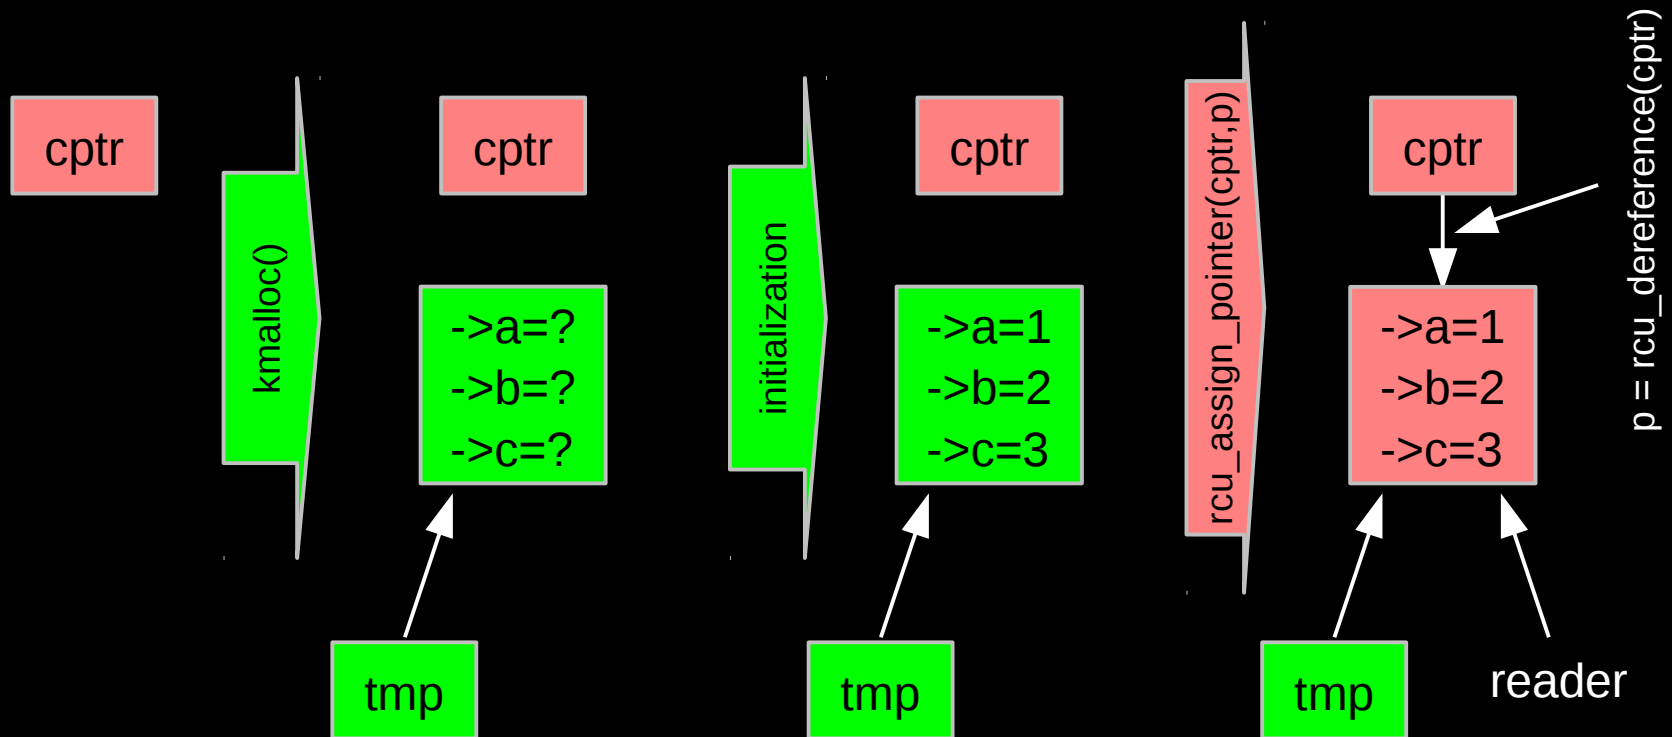 cptr
kmalloc()
cptr
->a=?
->b=?
->c=?
tmp
initialization
cptr
->a=1
->b=2
->c=3
tmp
rcu_assign_pointer(cptr,p)
cptr
->a=1
->b=2
->c=3
tmp
reader
p = rcu_dereference(cptr)